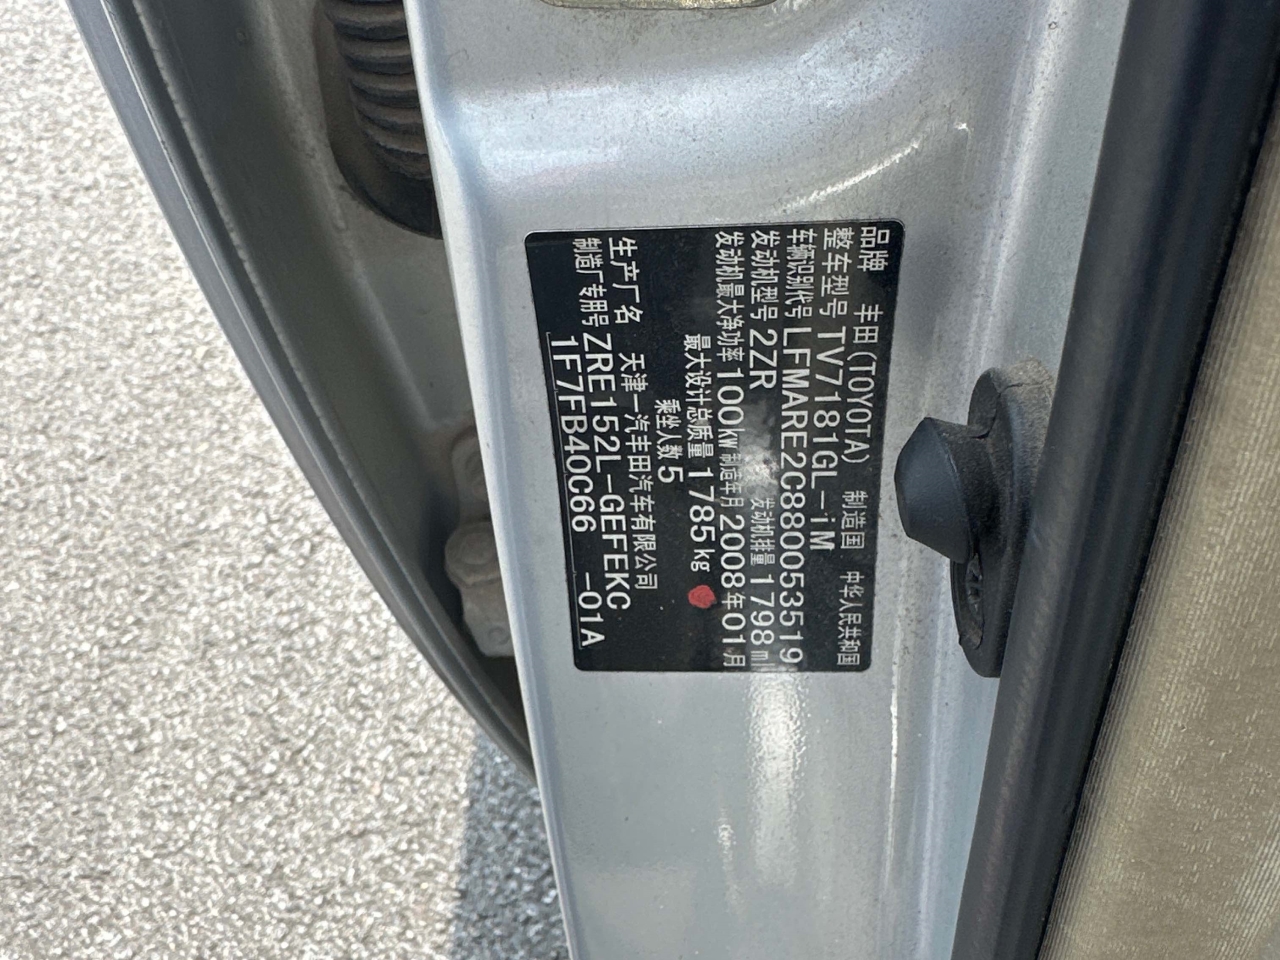 品牌 丰田(TOYOTA) 制造国 中华人民共和国
整车型号 TV7181GL-iM
车辆识别代号 LFMARE2C880053519
发动机型号 2ZR 发动机排量 1798 ml
发动机最大净功率 100kW 制造年月 2008年01月
最大设计总质量 1785kg
乘坐人数 5
生产厂名 天津一汽丰田汽车有限公司
制造厂专用号 ZRE152L-GEFEKC
1F7FB40C66 -01A